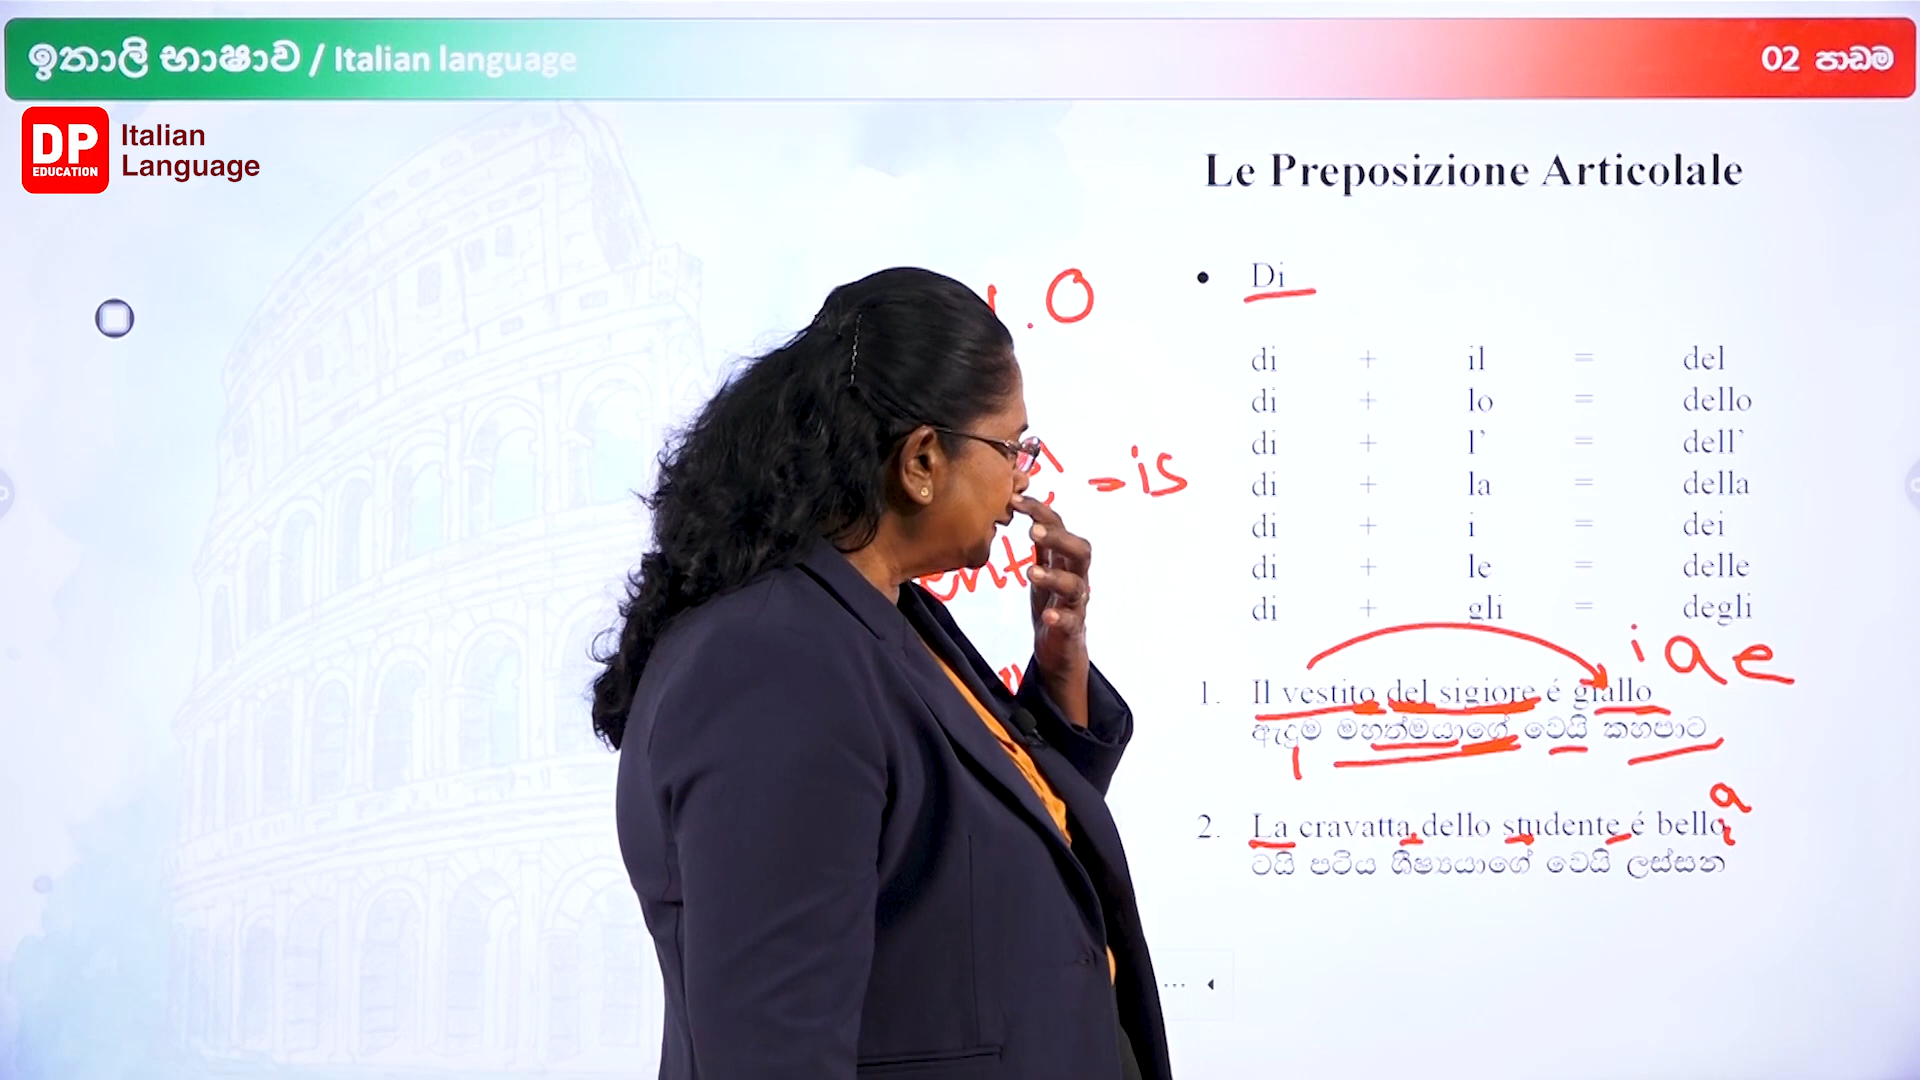 ඉතාලි භාෂාව / Italian language
02 පාඩම
DP
EDUCATION
Italian
Language
Le Preposizione Articolale
• Di
di + il = del
di + lo = dello
di + l` = dell`
di + la = della
di + i = dei
di + le = delle
di + gli = degli
i a e
1. Il vestito del sigiore é giallo
ඇදුම මහත්මයාගේ වෙයි කහපාට
a
2. La cravatta dello studente é bello
ටයි පටිය ශිෂ්‍යයාගේ වෙයි ලස්සන
. O
= is